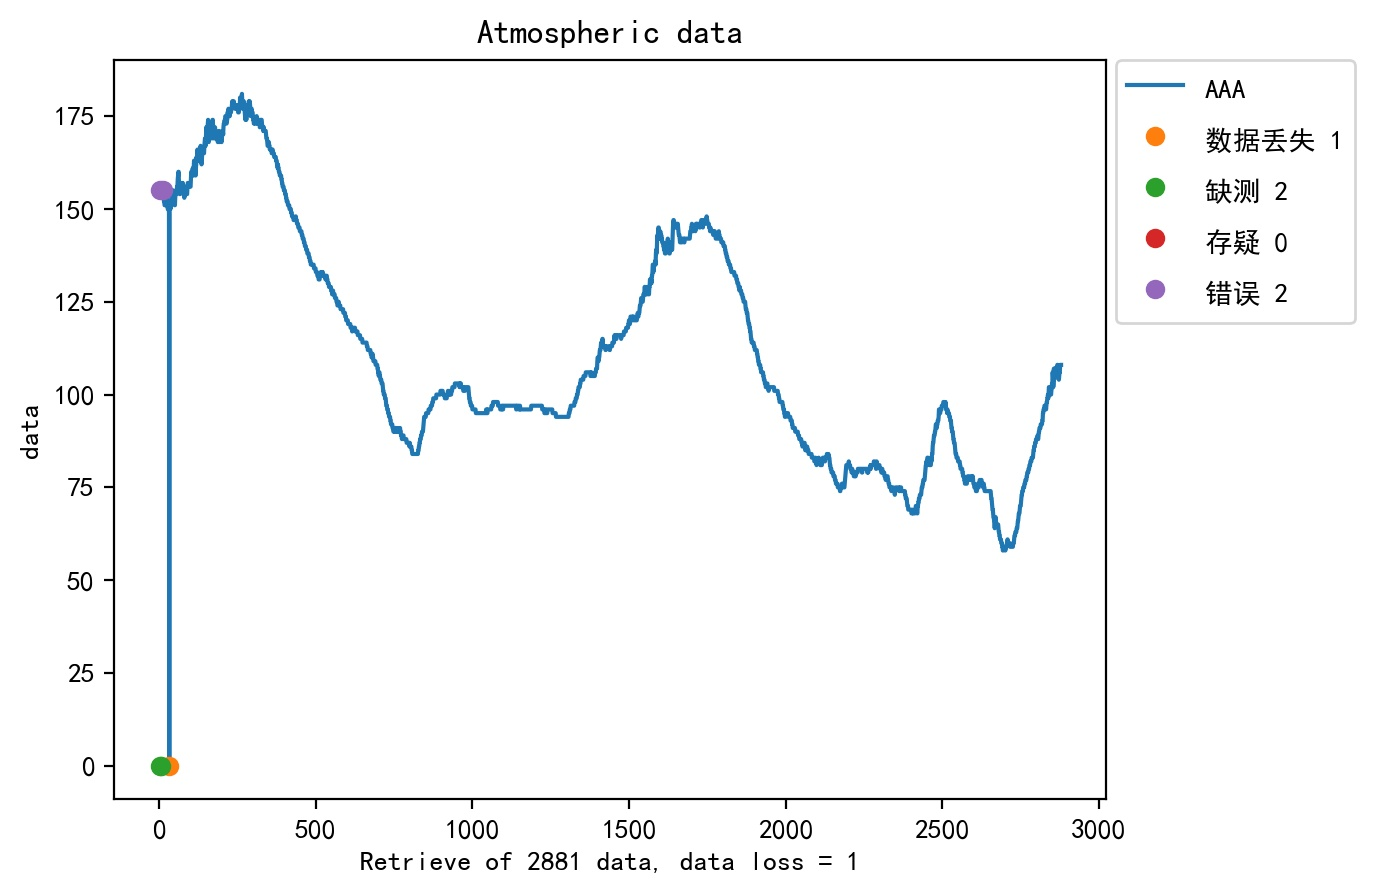 Atmospheric data
AAA
数据丢失 1
缺测 2
存疑 0
错误 2
175
150
125
100
75
50
25
0
data
0 500 1000 1500 2000 2500 3000
Retrieve of 2881 data, data loss = 1